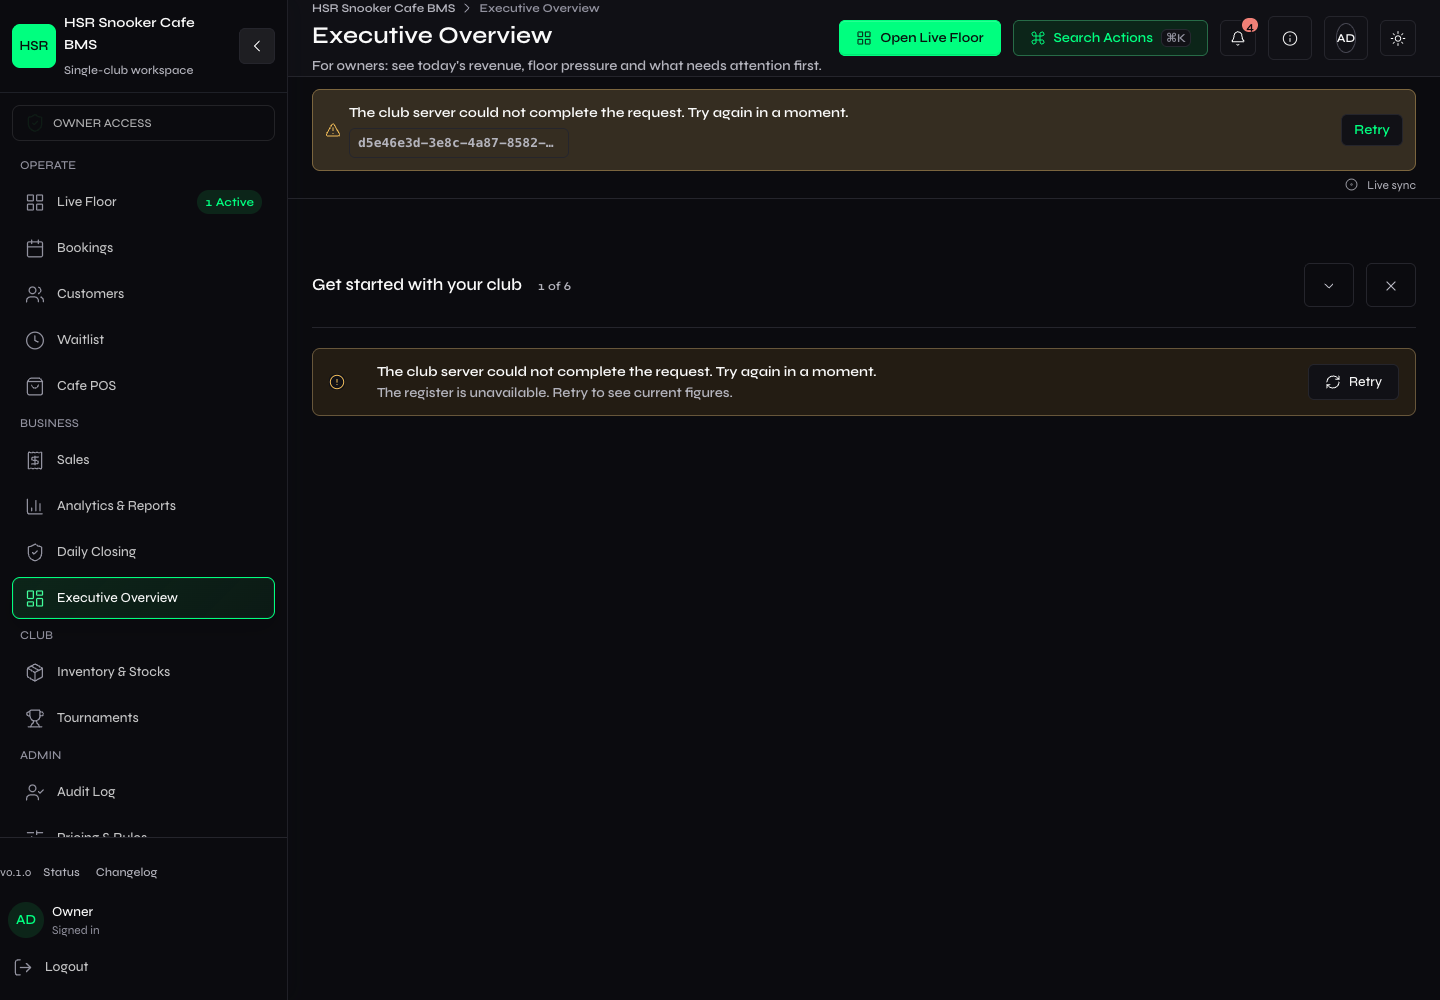 HSR
HSR Snooker Cafe
BMS
Single-club workspace
OWNER ACCESS
OPERATE
Live Floor
1 Active
Bookings
Customers
Waitlist
Cafe POS
BUSINESS
Sales
Analytics & Reports
Daily Closing
Executive Overview
CLUB
Inventory & Stocks
Tournaments
ADMIN
Audit Log
Pricing & Rules
v0.1.0 Status Changelog
AD
Owner
Signed in
Logout
HSR Snooker Cafe BMS > Executive Overview
Executive Overview
For owners: see today's revenue, floor pressure and what needs attention first.
Open Live Floor
Search Actions ⌘K
4
AD
The club server could not complete the request. Try again in a moment.
d5e46e3d-3e8c-4a87-8582-…
Retry
Live sync
Get started with your club 1 of 6
The club server could not complete the request. Try again in a moment.
The register is unavailable. Retry to see current figures.
Retry